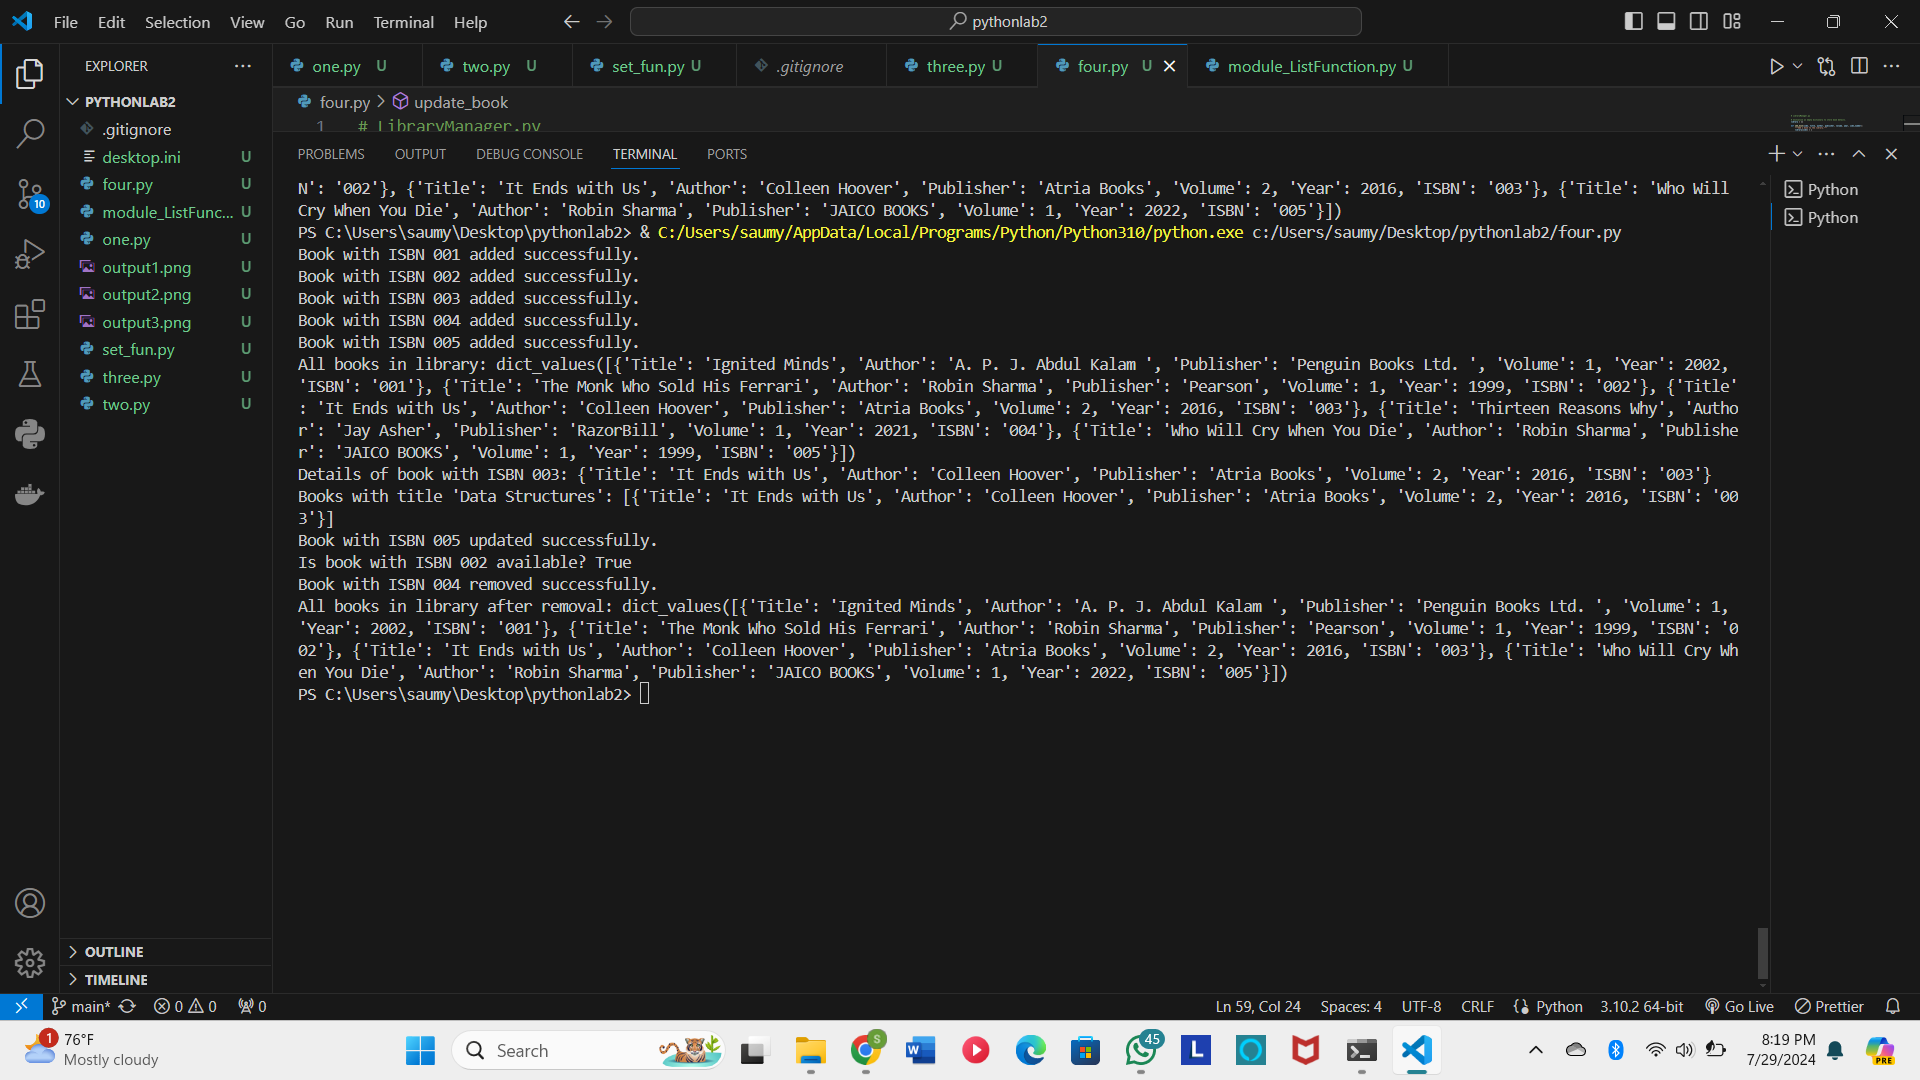 File Edit Selection View Go Run Terminal Help
pythonlab2
EXPLORER
one.py U two.py U set_fun.py U .gitignore three.py U four.py U module_ListFunction.py U
PYTHONLAB2
.gitignore
desktop.ini U
four.py U
module_ListFunc... U
one.py U
output1.png U
output2.png U
output3.png U
set_fun.py U
three.py U
two.py U
OUTLINE
TIMELINE
10
four.py > update_book
1 # LibraryManager.py
PROBLEMS OUTPUT DEBUG CONSOLE TERMINAL PORTS
N': '002'}, {'Title': 'It Ends with Us', 'Author': 'Colleen Hoover', 'Publisher': 'Atria Books', 'Volume': 2, 'Year': 2016, 'ISBN': '003'}, {'Title': 'Who Will
Cry When You Die', 'Author': 'Robin Sharma', 'Publisher': 'JAICO BOOKS', 'Volume': 1, 'Year': 2022, 'ISBN': '005'}])
PS C:\Users\saumy\Desktop\pythonlab2> & C:/Users/saumy/AppData/Local/Programs/Python/Python310/python.exe c:/Users/saumy/Desktop/pythonlab2/four.py
Book with ISBN 001 added successfully.
Book with ISBN 002 added successfully.
Book with ISBN 003 added successfully.
Book with ISBN 004 added successfully.
Book with ISBN 005 added successfully.
All books in library: dict_values([{'Title': 'Ignited Minds', 'Author': 'A. P. J. Abdul Kalam ', 'Publisher': 'Penguin Books Ltd. ', 'Volume': 1, 'Year': 2002,
'ISBN': '001'}, {'Title': 'The Monk Who Sold His Ferrari', 'Author': 'Robin Sharma', 'Publisher': 'Pearson', 'Volume': 1, 'Year': 1999, 'ISBN': '002'}, {'Title'
: 'It Ends with Us', 'Author': 'Colleen Hoover', 'Publisher': 'Atria Books', 'Volume': 2, 'Year': 2016, 'ISBN': '003'}, {'Title': 'Thirteen Reasons Why', 'Autho
r': 'Jay Asher', 'Publisher': 'RazorBill', 'Volume': 1, 'Year': 2021, 'ISBN': '004'}, {'Title': 'Who Will Cry When You Die', 'Author': 'Robin Sharma', 'Publishe
r': 'JAICO BOOKS', 'Volume': 1, 'Year': 1999, 'ISBN': '005'}])
Details of book with ISBN 003: {'Title': 'It Ends with Us', 'Author': 'Colleen Hoover', 'Publisher': 'Atria Books', 'Volume': 2, 'Year': 2016, 'ISBN': '003'}
Books with title 'Data Structures': [{'Title': 'It Ends with Us', 'Author': 'Colleen Hoover', 'Publisher': 'Atria Books', 'Volume': 2, 'Year': 2016, 'ISBN': '00
3'}]
Book with ISBN 005 updated successfully.
Is book with ISBN 002 available? True
Book with ISBN 004 removed successfully.
All books in library after removal: dict_values([{'Title': 'Ignited Minds', 'Author': 'A. P. J. Abdul Kalam ', 'Publisher': 'Penguin Books Ltd. ', 'Volume': 1,
'Year': 2002, 'ISBN': '001'}, {'Title': 'The Monk Who Sold His Ferrari', 'Author': 'Robin Sharma', 'Publisher': 'Pearson', 'Volume': 1, 'Year': 1999, 'ISBN': '0
02'}, {'Title': 'It Ends with Us', 'Author': 'Colleen Hoover', 'Publisher': 'Atria Books', 'Volume': 2, 'Year': 2016, 'ISBN': '003'}, {'Title': 'Who Will Cry Wh
en You Die', 'Author': 'Robin Sharma', 'Publisher': 'JAICO BOOKS', 'Volume': 1, 'Year': 2022, 'ISBN': '005'}])
PS C:\Users\saumy\Desktop\pythonlab2>
Python
Python
main* 0 0 0 Ln 59, Col 24 Spaces: 4 UTF-8 CRLF Python 3.10.2 64-bit Go Live Prettier
1 76°F
Mostly cloudy
Search
S
45
L
PRE
8:19 PM
7/29/2024